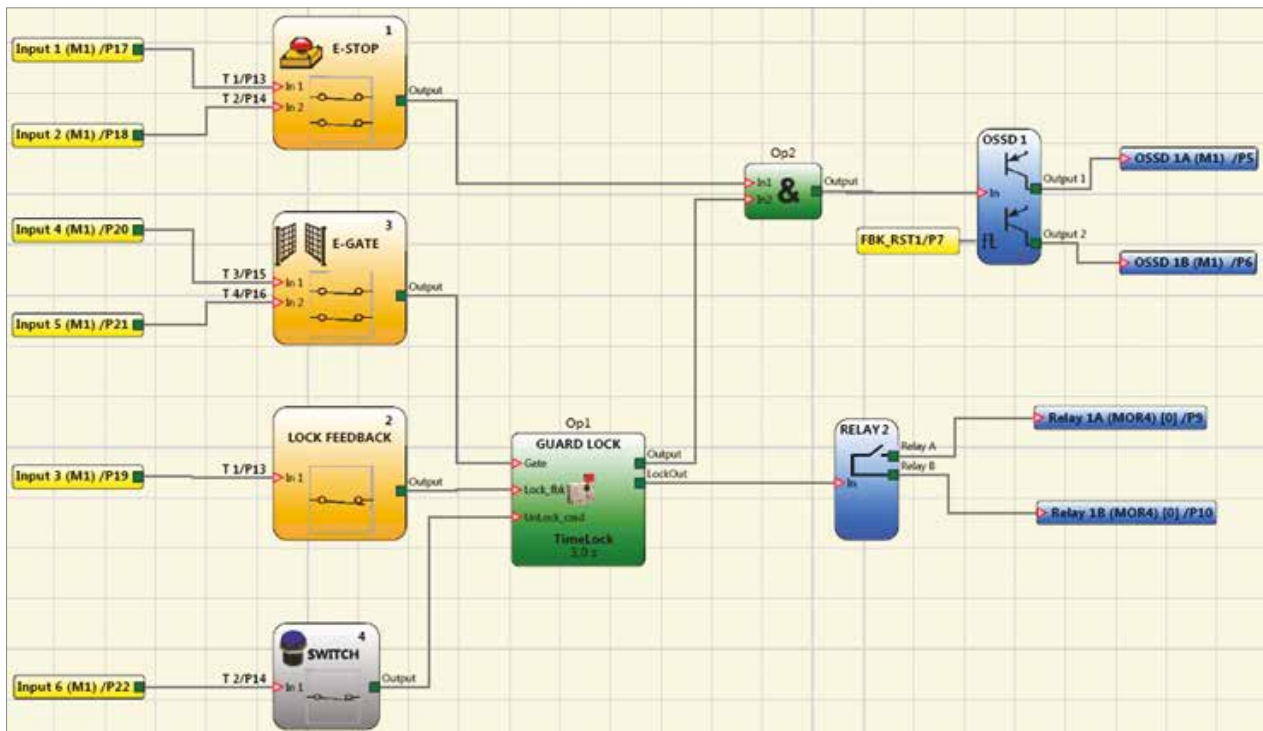 Input 1 (M1) /P17
Input 2 (M1) /P18
T 1/P13
T 2/P14
1
E-STOP
In 1
In 2
Output
Input 4 (M1) /P20
Input 5 (M1) /P21
T 3/P15
T 4/P16
3
E-GATE
In 1
In 2
Output
Input 3 (M1) /P19
T 1/P13
2
LOCK FEEDBACK
In 1
Output
Input 6 (M1) /P22
T 2/P14
4
SWITCH
In 1
Output
Op1
GUARD LOCK
Gate
Lock_fbk
UnLock_cmd
Output
LockOut
TimeLock
3,0 s
Op2
In1
In2
&
Output
FBK_RST1/P7
OSSD 1
In
Output 1
Output 2
OSSD 1A (M1) /P5
OSSD 1B (M1) /P6
RELAY 2
In
Relay A
Relay B
Relay 1A (MOR4) [0] /P9
Relay 1B (MOR4) [0] /P10